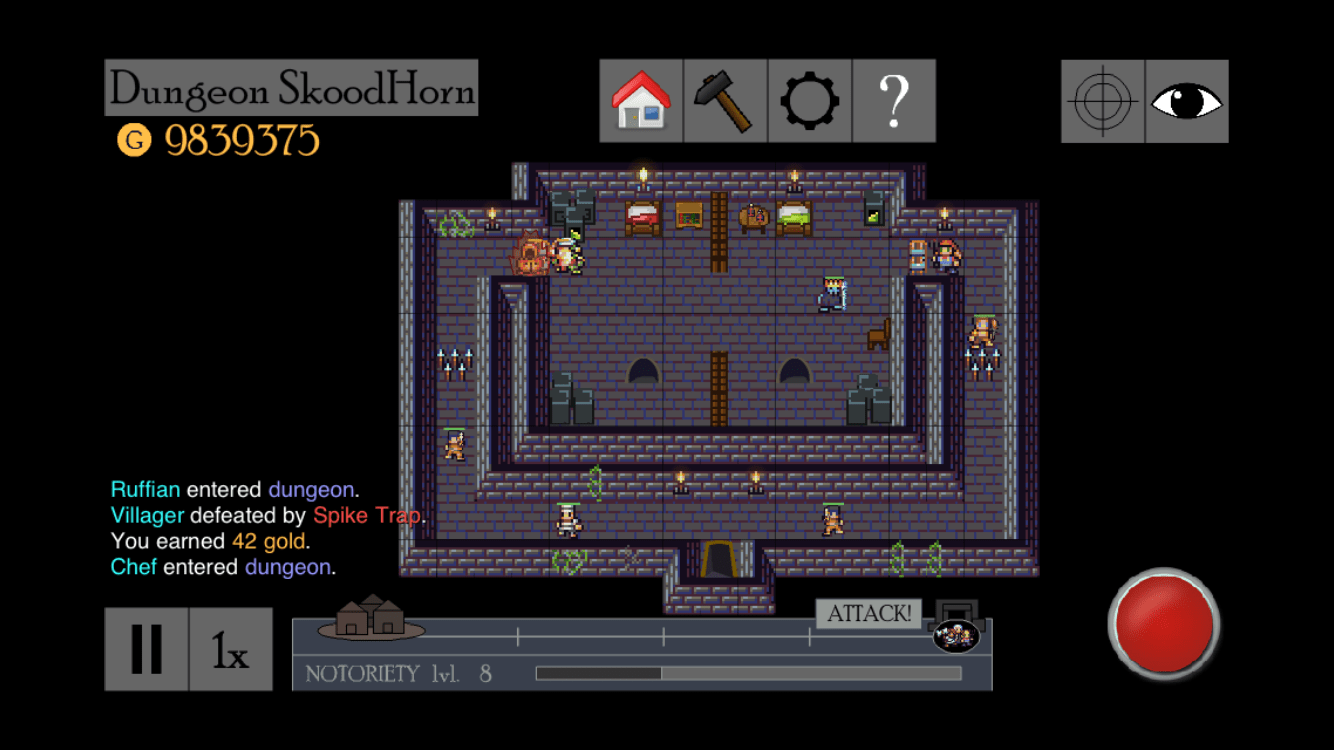 Dungeon SkoodHorn
G 9839375
?
Ruffian entered dungeon.
Villager defeated by Spike Trap.
You earned 42 gold.
Chef entered dungeon.
1x
ATTACK!
NOTORIETY lvl. 8